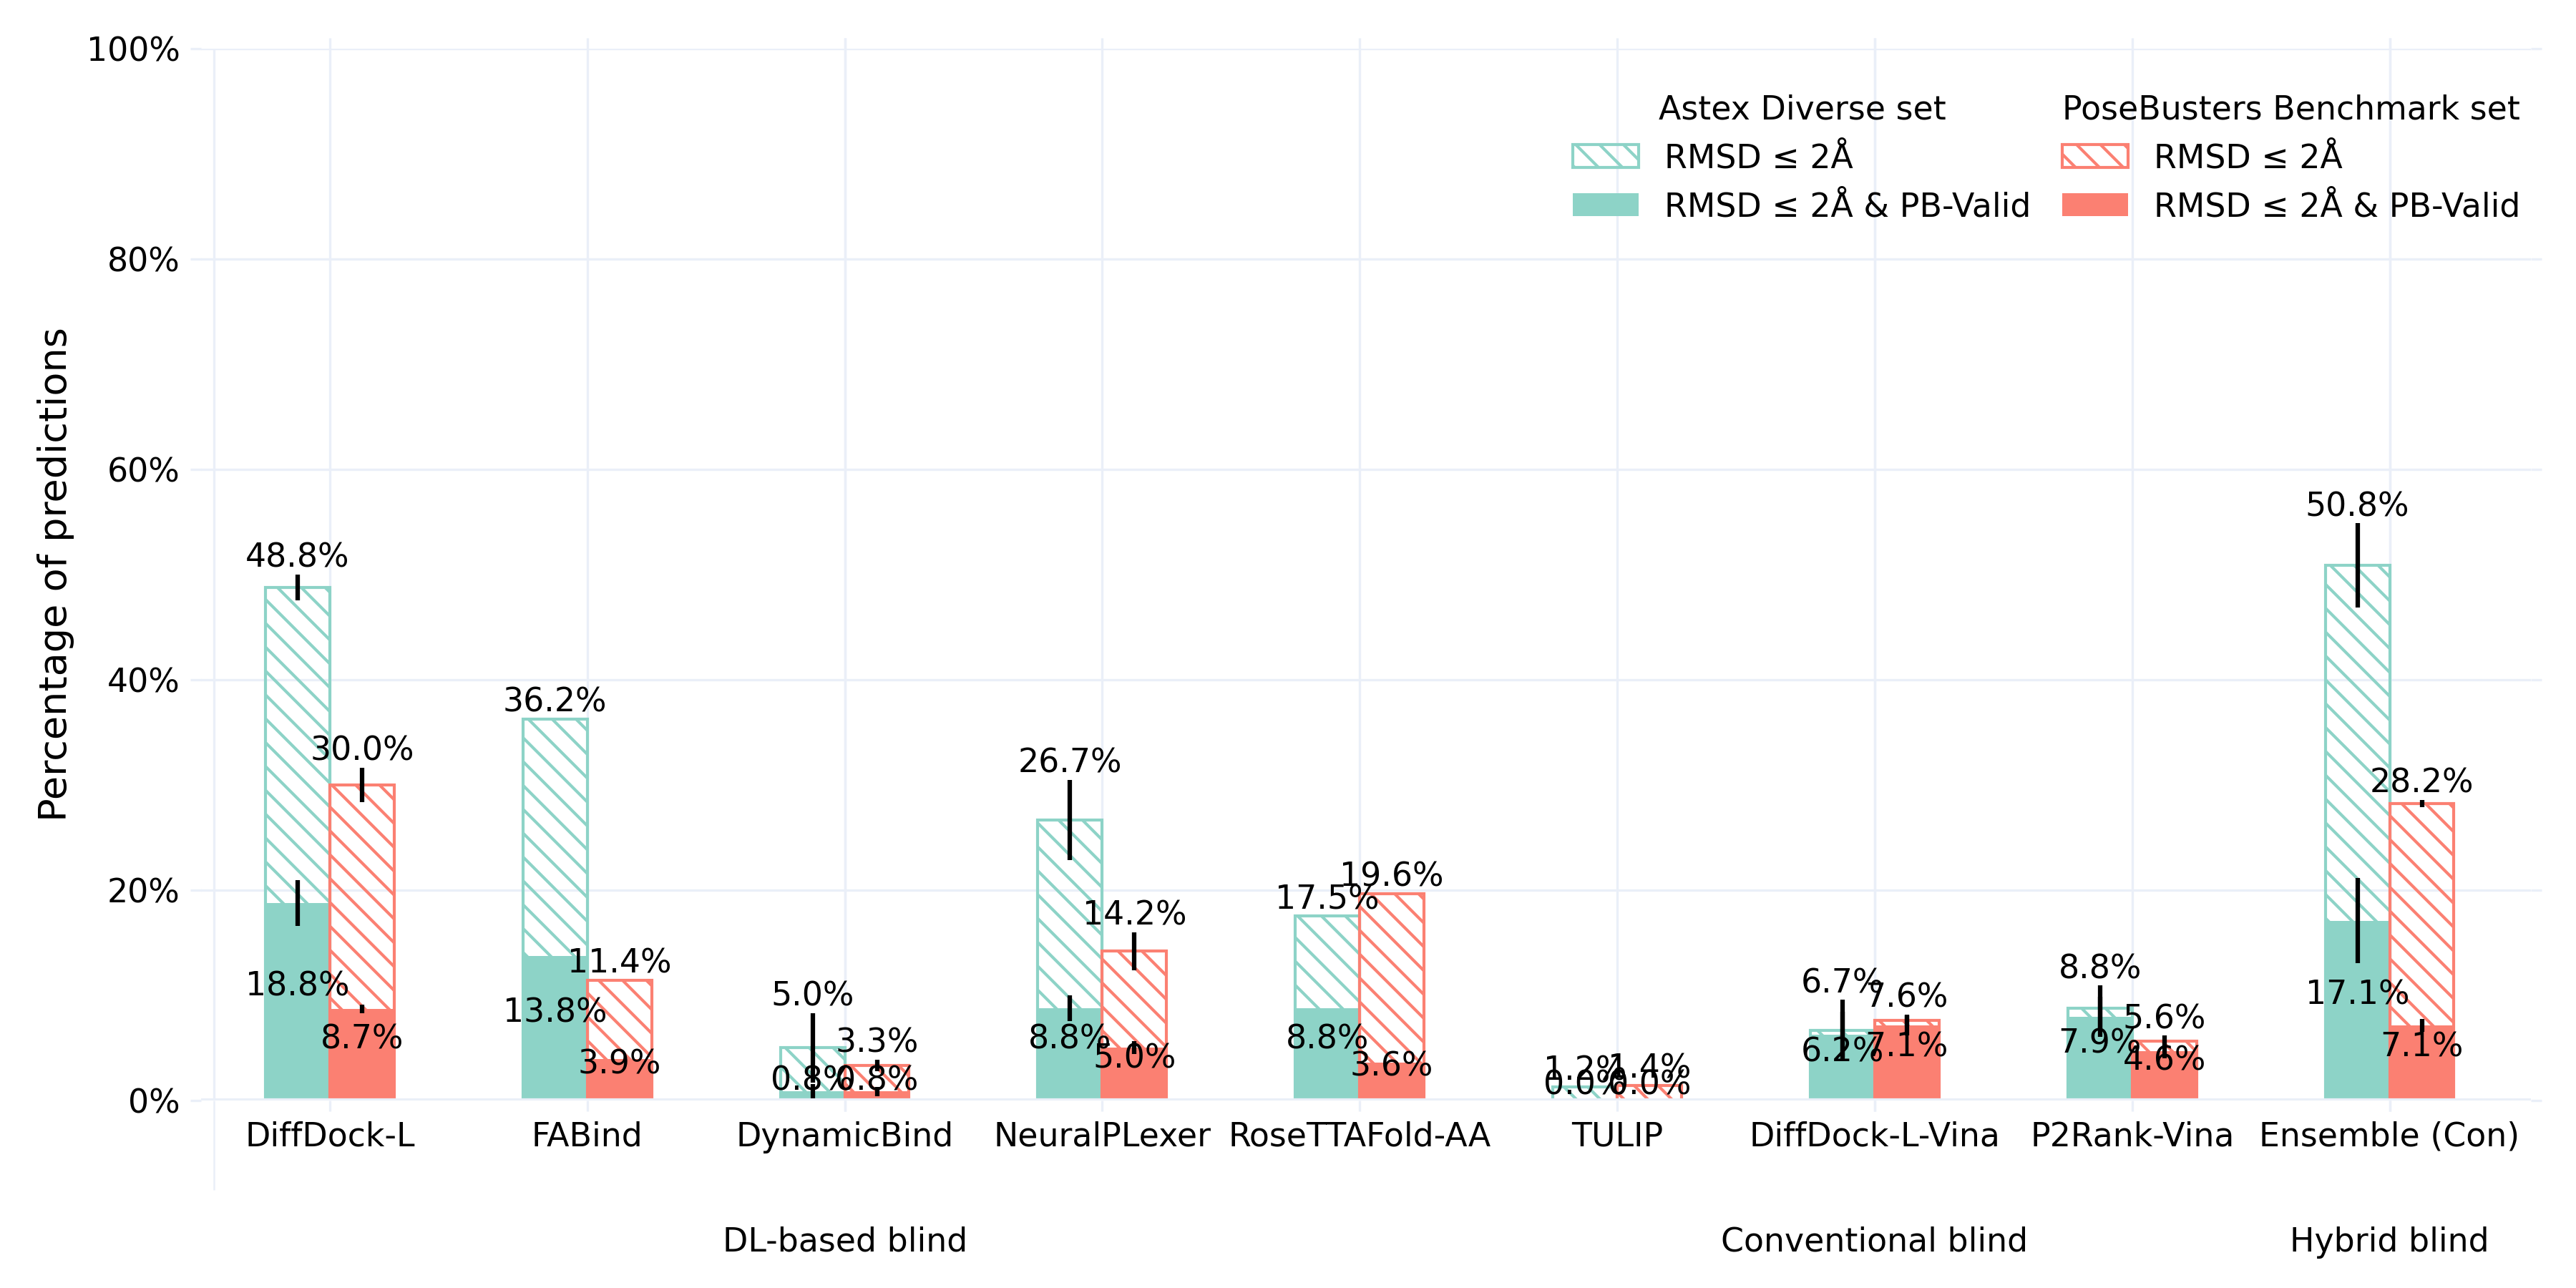 100%
80%
60%
40%
20%
0%
Percentage of predictions
Astex Diverse set
RMSD ≤ 2Å
RMSD ≤ 2Å & PB-Valid
PoseBusters Benchmark set
RMSD ≤ 2Å
RMSD ≤ 2Å & PB-Valid
48.8%
30.0%
18.8%
8.7%
36.2%
11.4%
13.8%
3.9%
5.0%
3.3%
0.8%
0.8%
26.7%
14.2%
8.8%
5.0%
17.5%
19.6%
8.8%
3.6%
1.2%
1.4%
0.0%
0.0%
6.7%
7.6%
6.2%
7.1%
8.8%
5.6%
7.9%
4.6%
50.8%
28.2%
17.1%
7.1%
DiffDock-L
FABind
DynamicBind
NeuralPLexer
RoseTTAFold-AA
TULIP
DiffDock-L-Vina
P2Rank-Vina
Ensemble (Con)
DL-based blind
Conventional blind
Hybrid blind